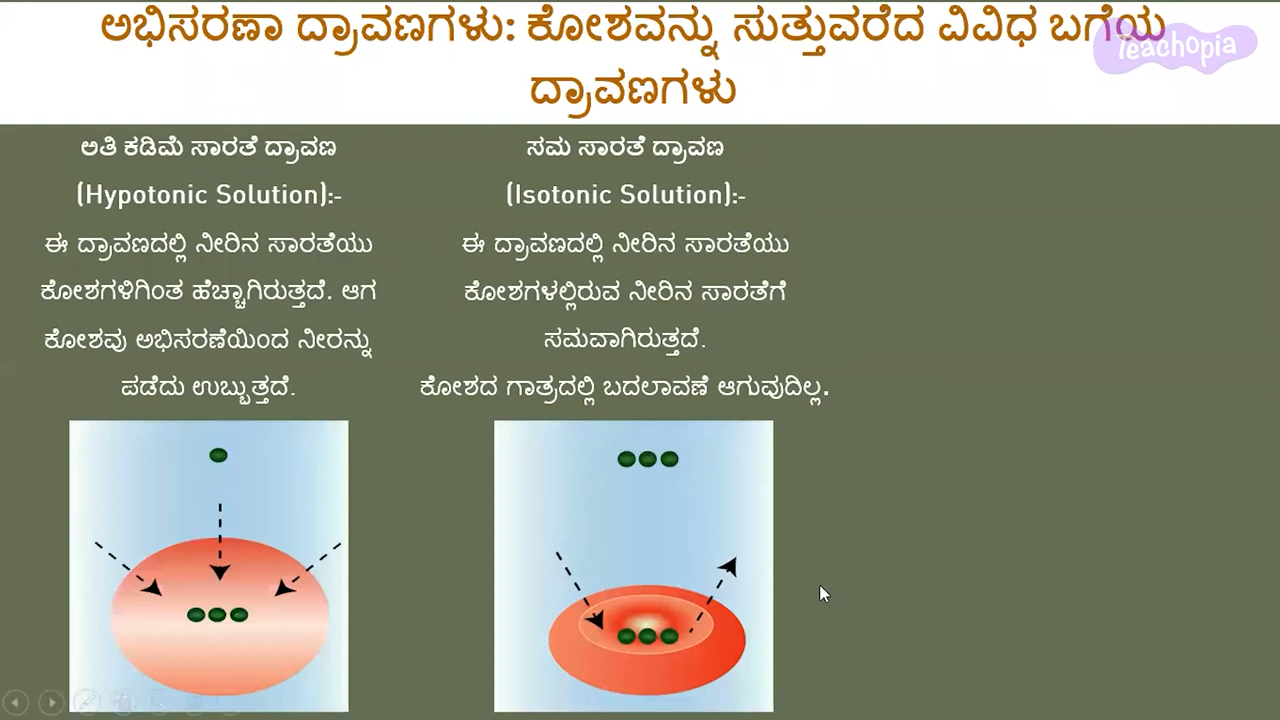 ಅಭಿಸರಣಾ ದ್ರಾವಣಗಳು: ಕೋಶವನ್ನು ಸುತ್ತುವರೆದ ವಿವಿಧ ಬಗೆಯ
ದ್ರಾವಣಗಳು
Teachopia
ಅತಿ ಕಡಿಮೆ ಸಾರತೆ ದ್ರಾವಣ
(Hypotonic Solution):-
ಈ ದ್ರಾವಣದಲ್ಲಿ ನೀರಿನ ಸಾರತೆಯು
ಕೋಶಗಳಿಗಿಂತ ಹೆಚ್ಚಾಗಿರುತ್ತದೆ. ಆಗ
ಕೋಶವು ಅಭಿಸರಣೆಯಿಂದ ನೀರನ್ನು
ಪಡೆದು ಉಬ್ಬುತ್ತದೆ.
ಸಮ ಸಾರತೆ ದ್ರಾವಣ
(Isotonic Solution):-
ಈ ದ್ರಾವಣದಲ್ಲಿ ನೀರಿನ ಸಾರತೆಯು
ಕೋಶಗಳಲ್ಲಿರುವ ನೀರಿನ ಸಾರತೆಗೆ
ಸಮವಾಗಿರುತ್ತದೆ.
ಕೋಶದ ಗಾತ್ರದಲ್ಲಿ ಬದಲಾವಣೆ ಆಗುವುದಿಲ್ಲ.